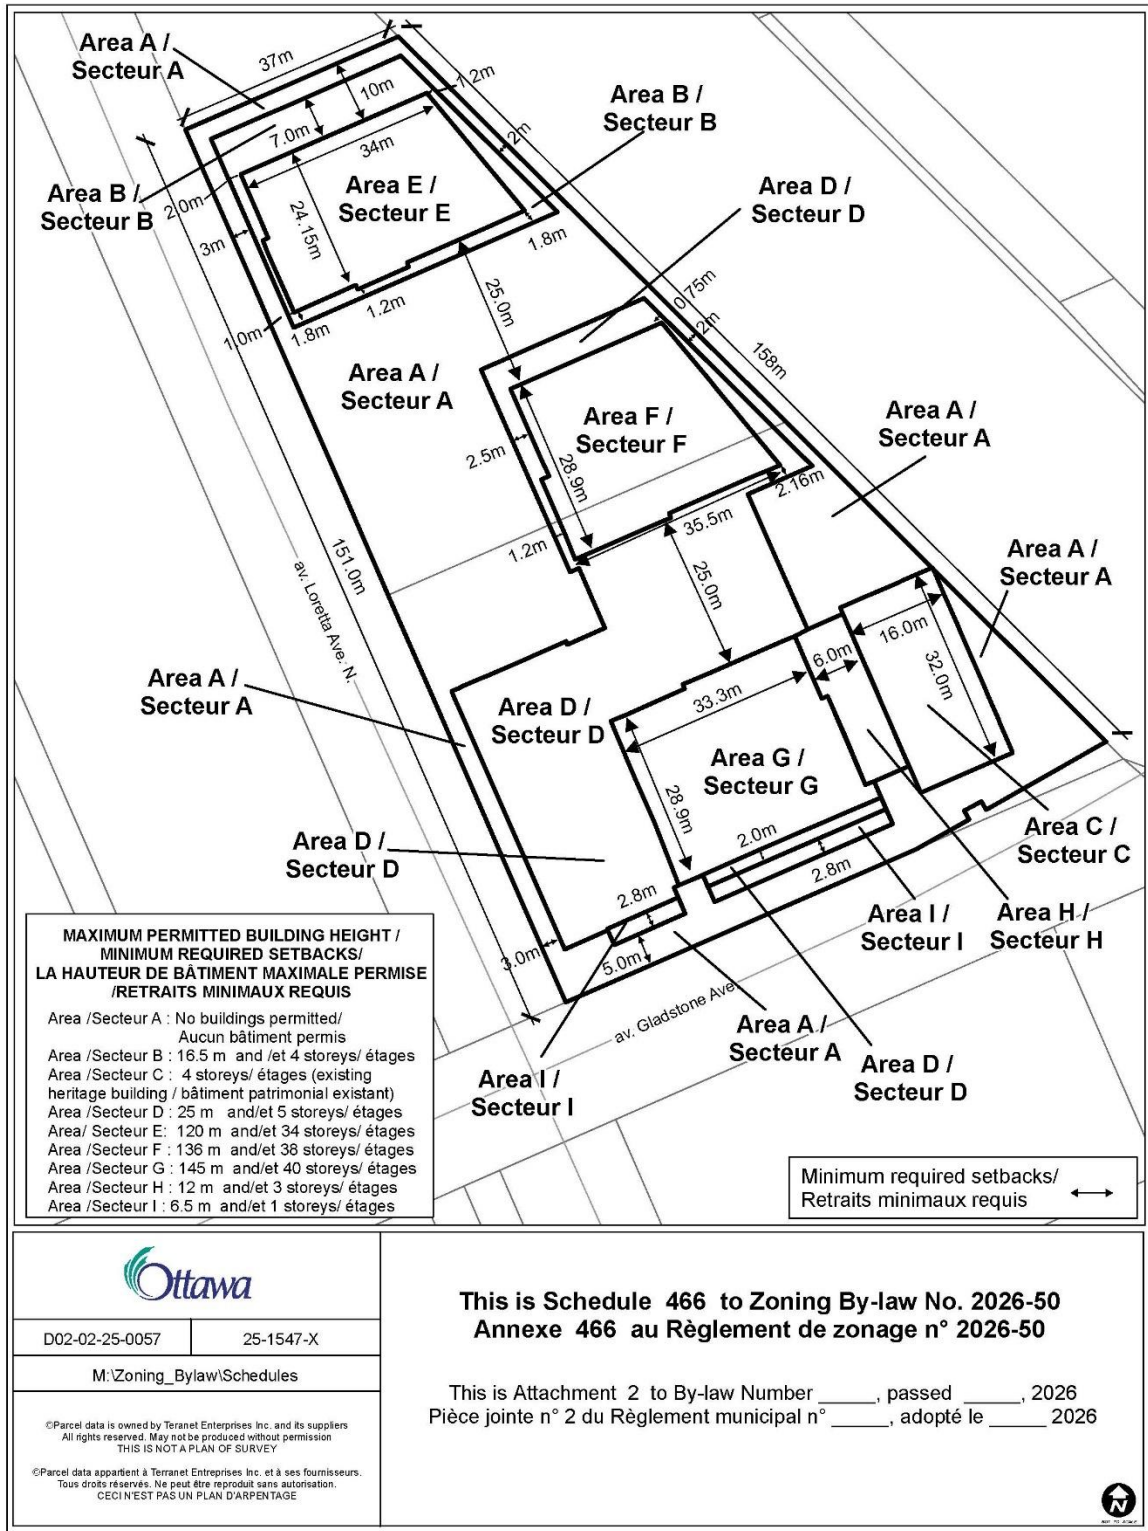 Area A /
Secteur A
37m
10m
1.2m
Area B /
Secteur B
7.0m
2m
34m
Area B /
Secteur B
2.0m
Area E /
Secteur E
Area D /
Secteur D
24.15m
3m
1.8m
25.0m
1.2m
1.0m
1.8m
0.75m
2m
158m
Area A /
Secteur A
Area F /
Secteur F
Area A /
Secteur A
2.5m
28.9m
2.16m
35.5m
1.2m
151.0m
av. Loretta Ave. N.
25.0m
Area A /
Secteur A
16.0m
6.0m
32.0m
Area A /
Secteur A
Area D /
Secteur D
33.3m
Area G /
Secteur G
28.9m
Area D /
Secteur D
2.0m
Area C /
Secteur C
2.8m
2.8m
Area I /
Secteur I
Area H /
Secteur H
3.0m
5.0m
av. Gladstone Ave
Area A /
Secteur A
Area D /
Secteur D
Area I /
Secteur I
MAXIMUM PERMITTED BUILDING HEIGHT /
MINIMUM REQUIRED SETBACKS/
LA HAUTEUR DE BÂTIMENT MAXIMALE PERMISE
/RETRAITS MINIMAUX REQUIS
Area /Secteur A : No buildings permitted/
Aucun bâtiment permis
Area /Secteur B : 16.5 m and /et 4 storeys/ étages
Area /Secteur C : 4 storeys/ étages (existing
heritage building / bâtiment patrimonial existant)
Area /Secteur D : 25 m and/et 5 storeys/ étages
Area/ Secteur E: 120 m and/et 34 storeys/ étages
Area /Secteur F : 136 m and/et 38 storeys/ étages
Area /Secteur G : 145 m and/et 40 storeys/ étages
Area /Secteur H : 12 m and/et 3 storeys/ étages
Area /Secteur I : 6.5 m and/et 1 storeys/ étages
Minimum required setbacks/
Retraits minimaux requis
Ottawa
D02-02-25-0057
25-1547-X
M:\Zoning_Bylaw\Schedules
©Parcel data is owned by Teranet Enterprises Inc. and its suppliers
All rights reserved. May not be produced without permission
THIS IS NOT A PLAN OF SURVEY
©Parcel data appartient à Terranet Entreprises Inc. et à ses fournisseurs.
Tous droits réservés. Ne peut être reproduit sans autorisation.
CECI N'EST PAS UN PLAN D'ARPENTAGE
This is Schedule 466 to Zoning By-law No. 2026-50
Annexe 466 au Règlement de zonage n° 2026-50
This is Attachment 2 to By-law Number _____, passed _____, 2026
Pièce jointe n° 2 du Règlement municipal n° _____, adopté le _____ 2026
N